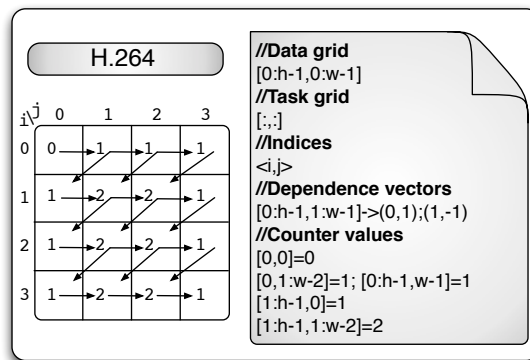 H.264
i\j 0 1 2 3
0 0 1 1 1
1 1 2 2 1
2 1 2 2 1
3 1 2 2 1
//Data grid
[0:h-1,0:w-1]
//Task grid
[:,:]
//Indices
<i,j>
//Dependence vectors
[0:h-1,1:w-1]->(0,1);(1,-1)
//Counter values
[0,0]=0
[0,1:w-2]=1; [0:h-1,w-1]=1
[1:h-1,0]=1
[1:h-1,1:w-2]=2